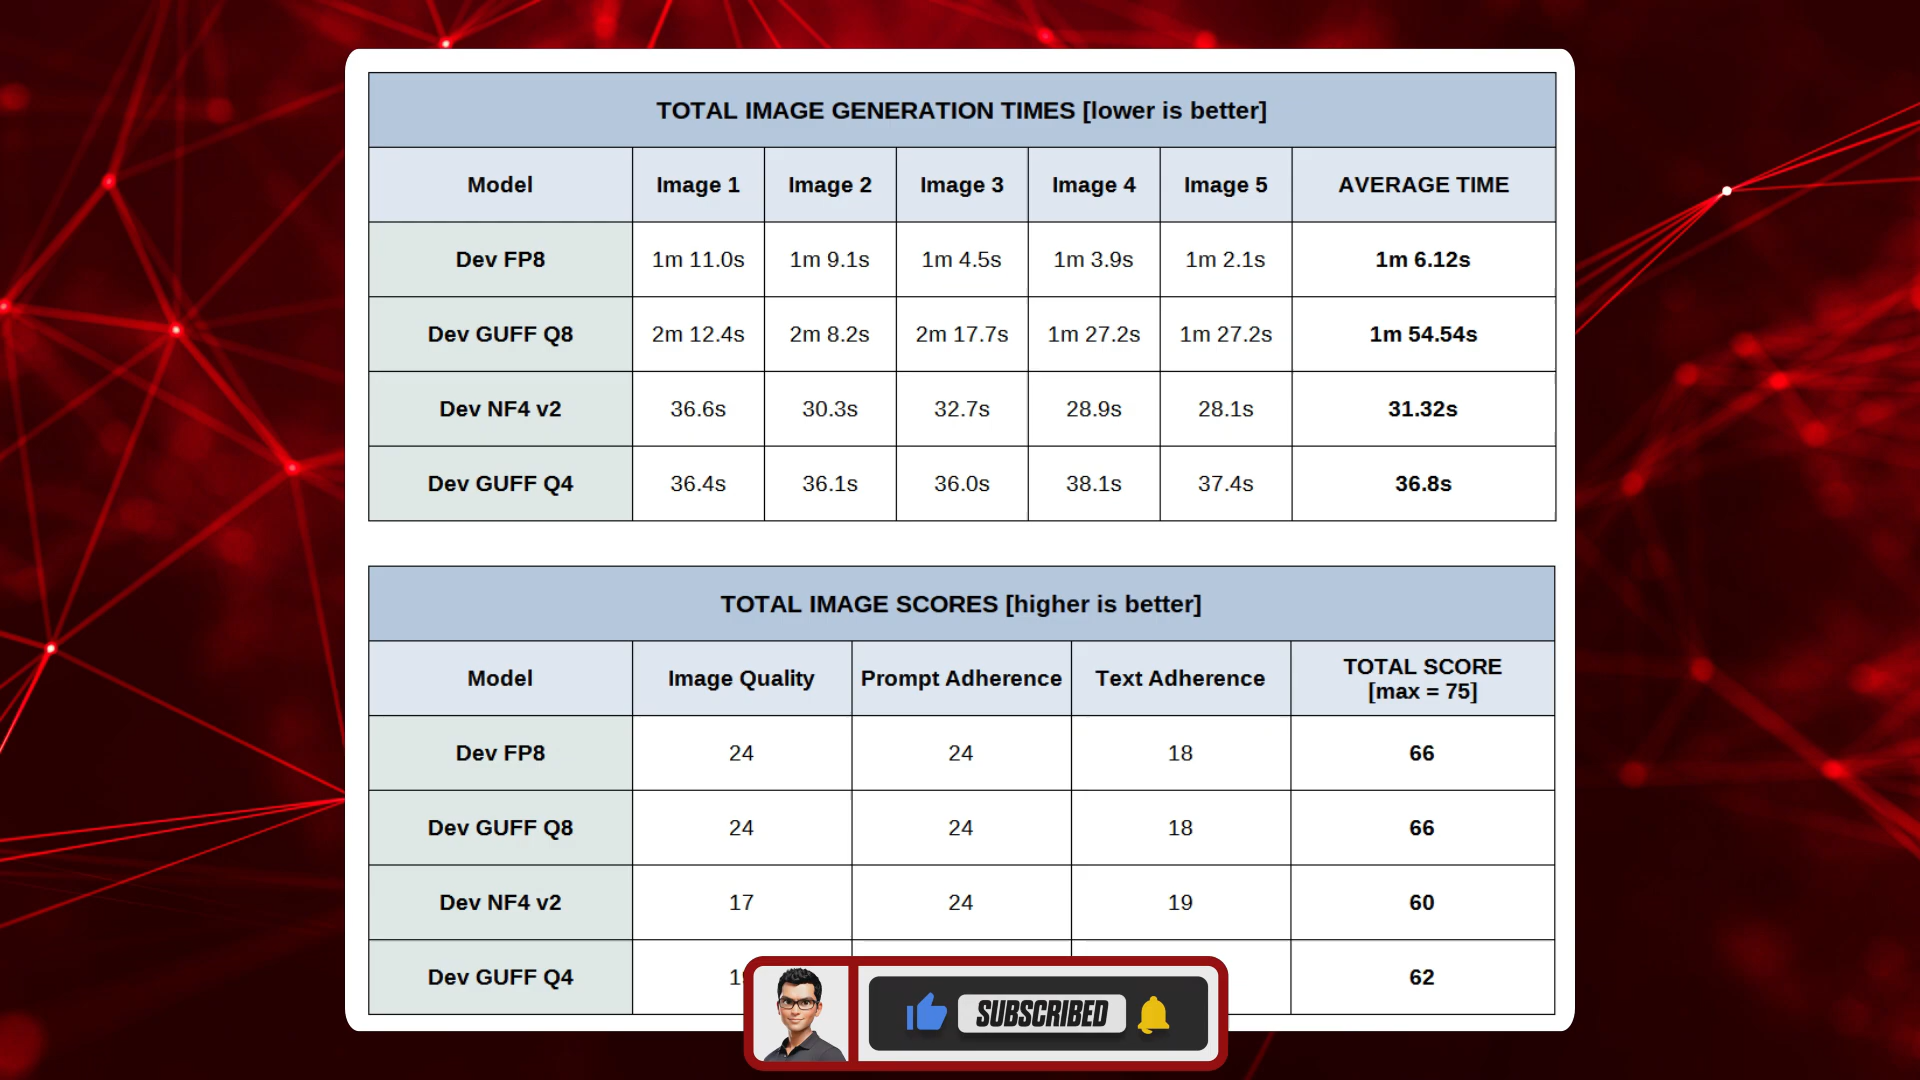 TOTAL IMAGE GENERATION TIMES [lower is better]
Model Image 1 Image 2 Image 3 Image 4 Image 5 AVERAGE TIME
Dev FP8 1m 11.0s 1m 9.1s 1m 4.5s 1m 3.9s 1m 2.1s 1m 6.12s
Dev GUFF Q8 2m 12.4s 2m 8.2s 2m 17.7s 1m 27.2s 1m 27.2s 1m 54.54s
Dev NF4 v2 36.6s 30.3s 32.7s 28.9s 28.1s 31.32s
Dev GUFF Q4 36.4s 36.1s 36.0s 38.1s 37.4s 36.8s
TOTAL IMAGE SCORES [higher is better]
Model Image Quality Prompt Adherence Text Adherence TOTAL SCORE
[max = 75]
Dev FP8 24 24 18 66
Dev GUFF Q8 24 24 18 66
Dev NF4 v2 17 24 19 60
Dev GUFF Q4 62
SUBSCRIBED